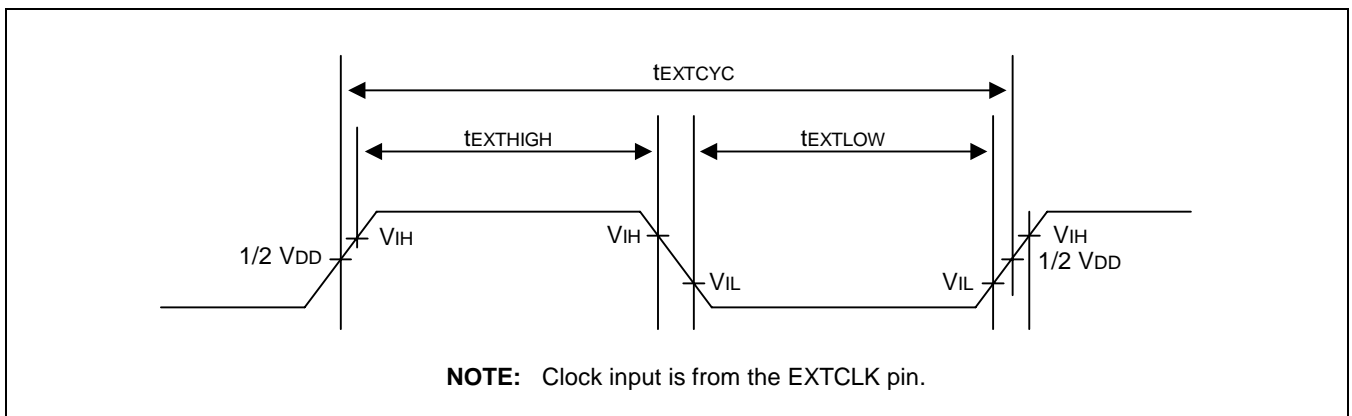 tEXTCYC
tEXTHIGH tEXTLOW
VIH VIH VIH
1/2 VDD 1/2 VDD
VIL VIL
NOTE: Clock input is from the EXTCLK pin.